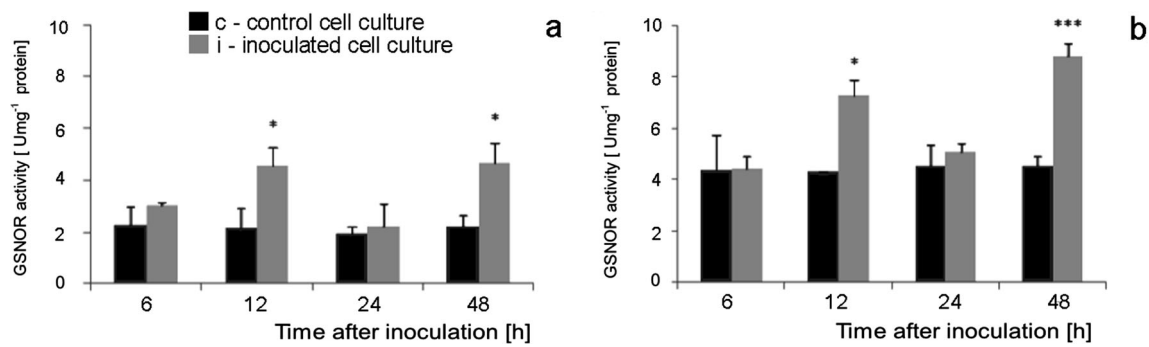 GSNOR activity [ Umg⁻¹ protein]
10
8
6
4
2
0
c - control cell culture
i - inoculated cell culture
a
*
*
6 12 24 48
Time after inoculation [h]
GSNOR activity [ Umg⁻¹ protein]
10
8
6
4
2
0
b
*
***
6 12 24 48
Time after inoculation [h]